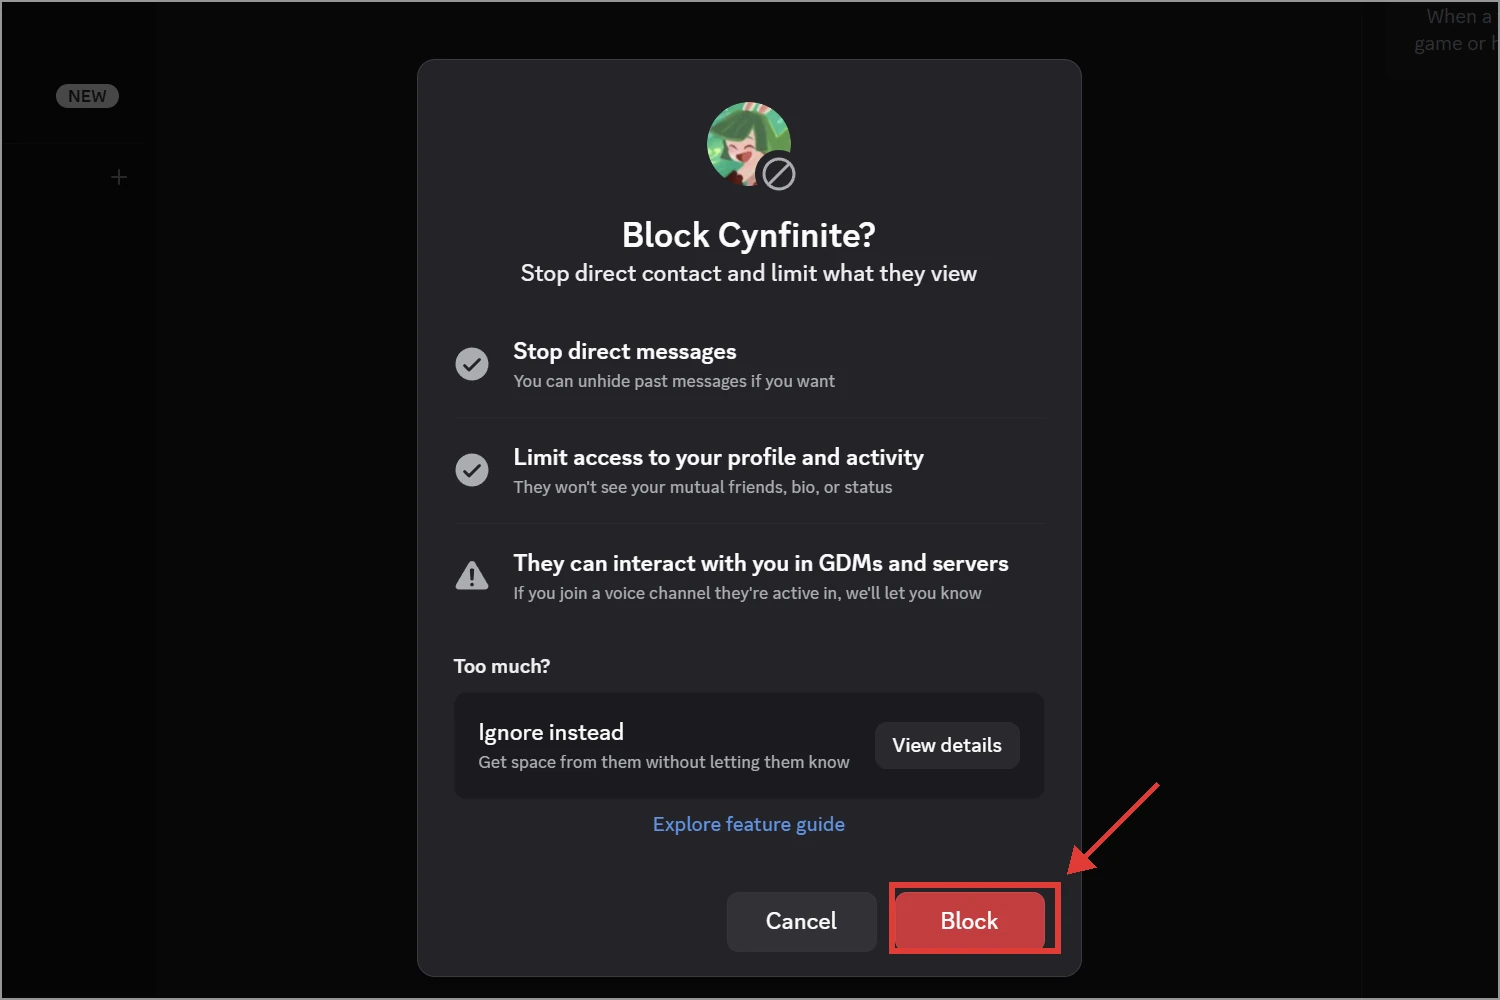 When a
game or h
NEW
Block Cynfinite?
Stop direct contact and limit what they view
Stop direct messages
You can unhide past messages if you want
Limit access to your profile and activity
They won't see your mutual friends, bio, or status
They can interact with you in GDMs and servers
If you join a voice channel they're active in, we'll let you know
Too much?
Ignore instead
Get space from them without letting them know
View details
Explore feature guide
Cancel
Block